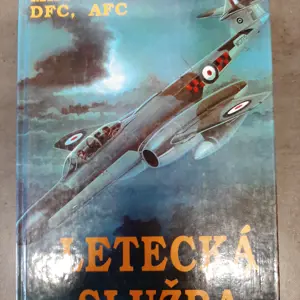 DFC, AFC
LETECKÁ
SLUŽBA